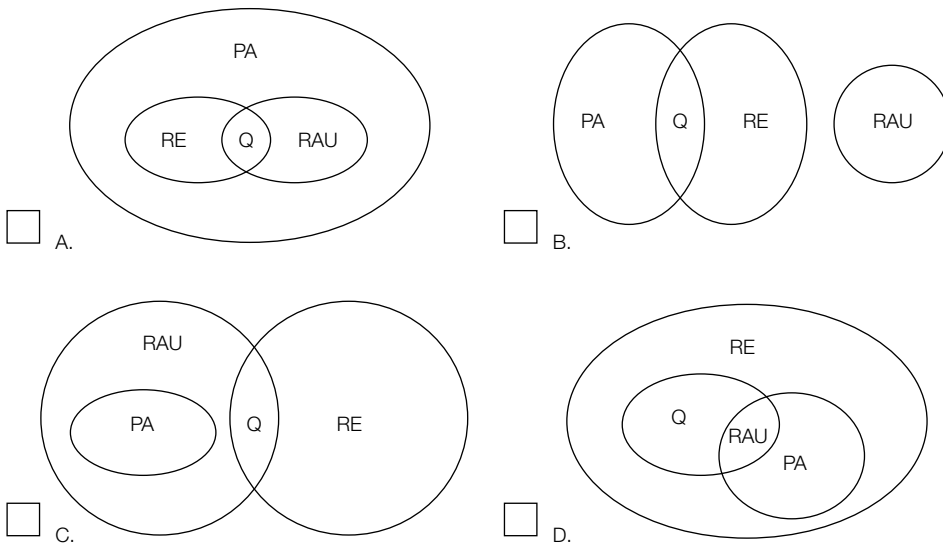 PA
RE Q RAU
A.
PA Q RE RAU
B.
RAU
PA Q RE
C.
RE
Q
RAU
PA
D.